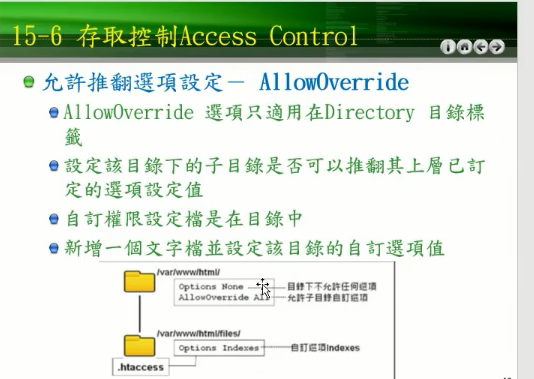 15-6 存取控制Access Control
允許推翻選項設定－ AllowOverride
AllowOverride 選項只適用在Directory 目錄標
籤
設定該目錄下的子目錄是否可以推翻其上層已訂
定的選項設定值
自訂權限設定檔是在目錄中
新增一個文字檔並設定該目錄的自訂選項值
/var/www/html/
Options None 目錄下不允許任何選項
AllowOverride All 允許子目錄自訂選項
/var/www/html/files/
Options Indexes 自訂選項Indexes
.htaccess